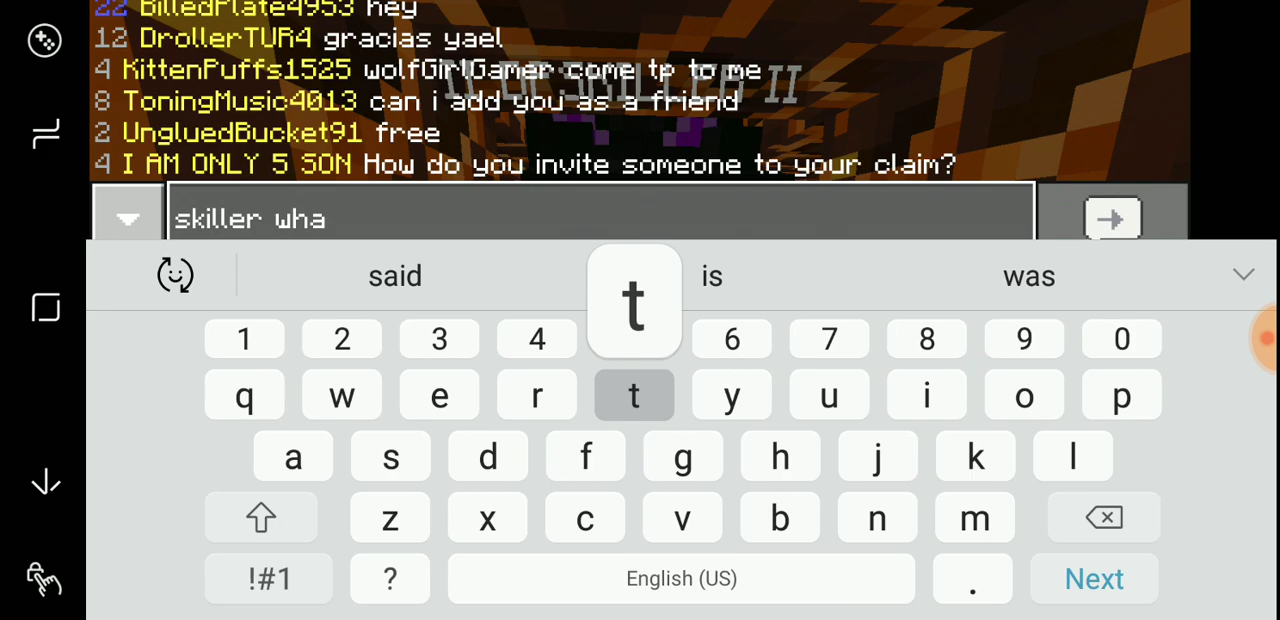 22 BilledPlate4953 hey
12 DrollerTUR4 gracias yael
4 KittenPuffs1525 wolfGirlGamer come tp to me
8 ToningMusic4013 can i add you as a friend
2 UngluedBucket91 free
4 I AM ONLY 5 SON How do you invite someone to your claim?
skiller wha
said t is was
1 2 3 4 6 7 8 9 0
q w e r t y u i o p
a s d f g h j k l
z x c v b n m
!#1 ? English (US) . Next